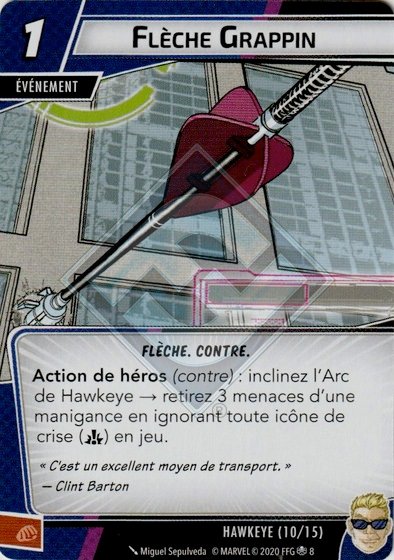 1
FLÈCHE GRAPPIN
ÉVÉNEMENT
FLÈCHE. CONTRE.
Action de héros (contre) : inclinez l'Arc
de Hawkeye → retirez 3 menaces d'une
manigance en ignorant toute icône de
crise () en jeu.
« C'est un excellent moyen de transport. »
— Clint Barton
HAWKEYE (10/15)
Miguel Sepulveda © MARVEL © 2020 FFG 8